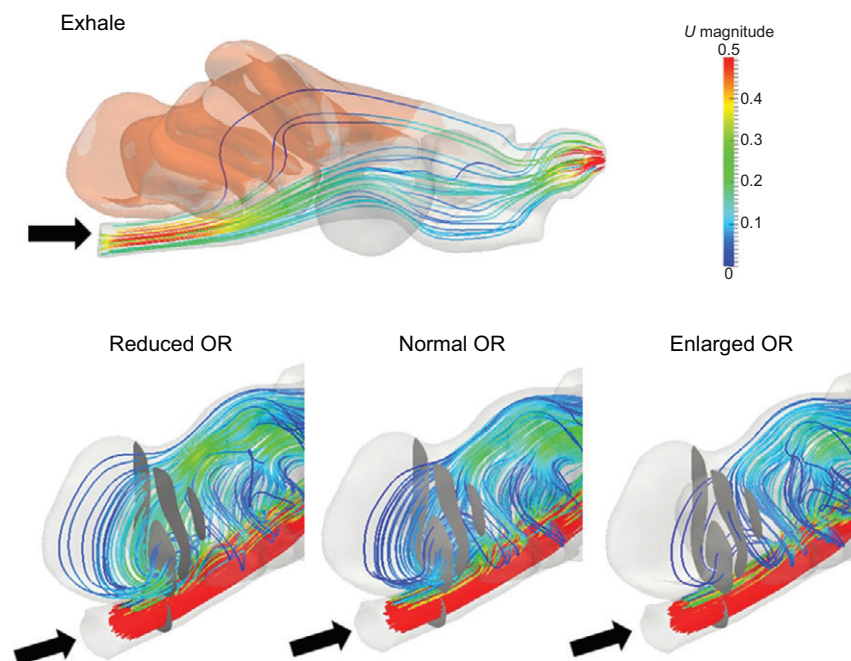 Exhale
U magnitude
0.5
0.4
0.3
0.2
0.1
0
Reduced OR
Normal OR
Enlarged OR